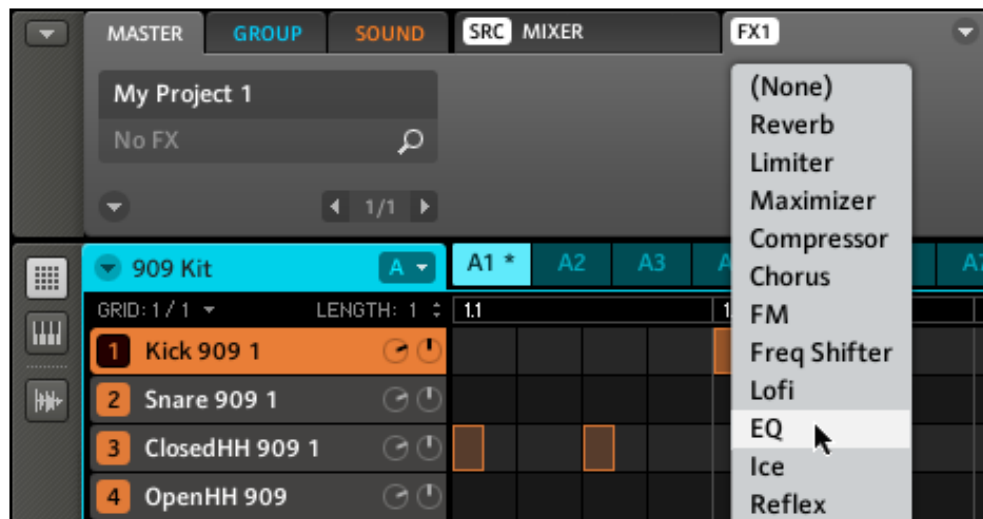 MASTER GROUP SOUND SRC MIXER FX1
My Project 1
No FX
1/1
(None)
Reverb
Limiter
Maximizer
Compressor
Chorus
FM
Freq Shifter
Lofi
EQ
Ice
Reflex
909 Kit A A1 * A2 A3
GRID: 1 / 1 LENGTH: 1 1.1
1 Kick 909 1
2 Snare 909 1
3 ClosedHH 909 1
4 OpenHH 909